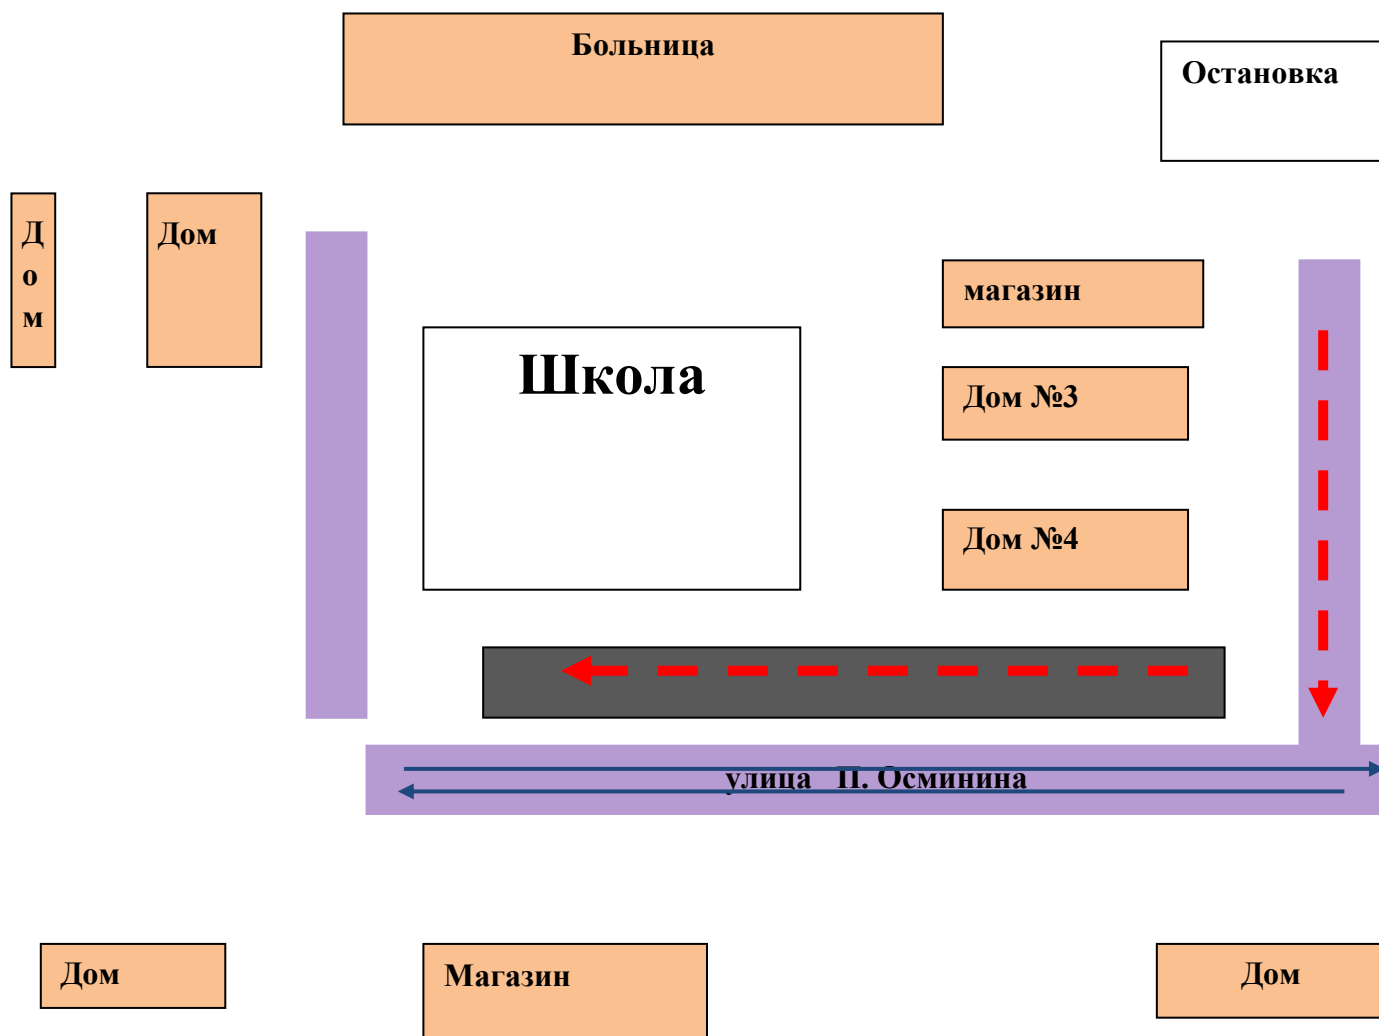 Больница
Остановка
Д
о
м
Дом
магазин
Школа
Дом №3
Дом №4
улица П. Осминина
Дом
Магазин
Дом